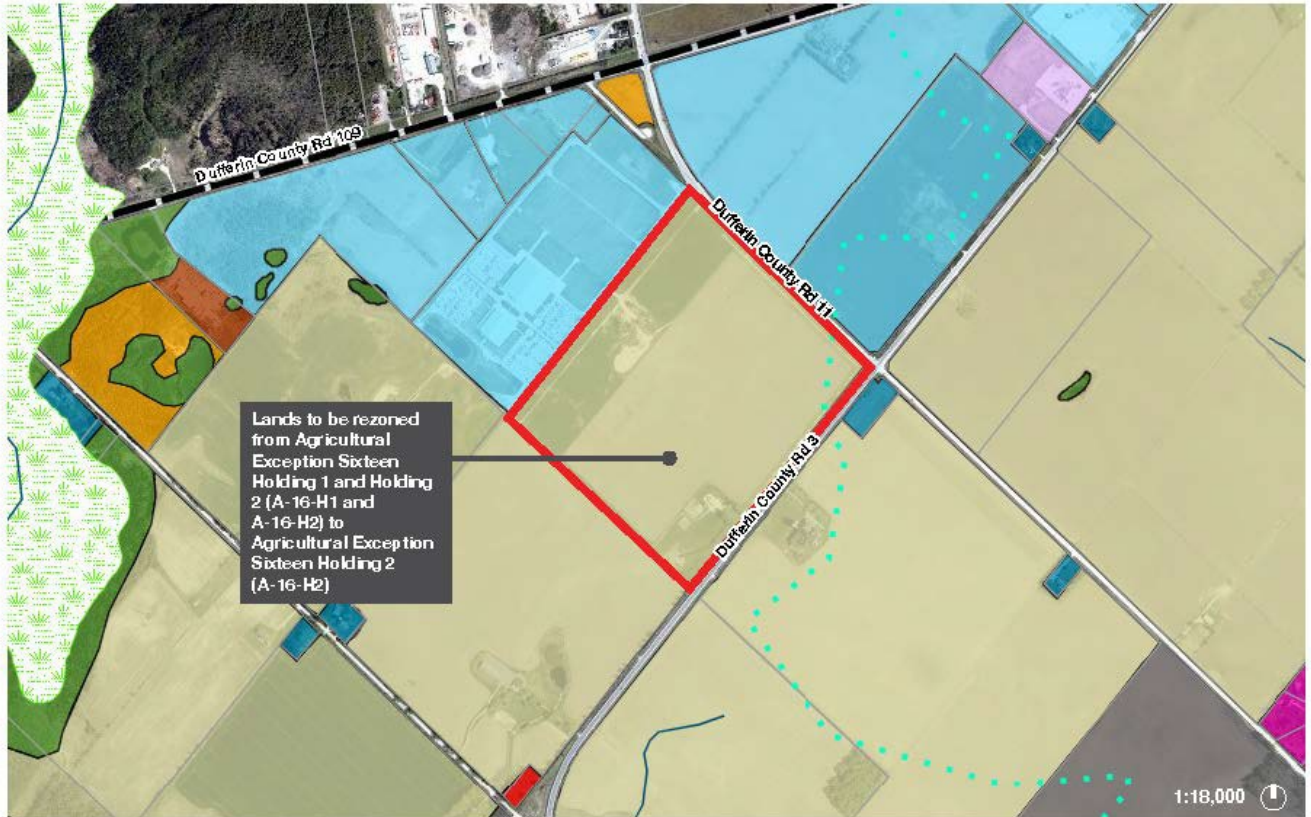 Dufferin County Rd 109
Dufferin County Rd 11
Lands to be rezoned
from Agricultural
Exception Sixteen
Holding 1 and Holding
2 (A-16-H1 and
A-16-H2) to
Agricultural Exception
Sixteen Holding 2
(A-16-H2)
Dufferin County Rd 3
1:18,000